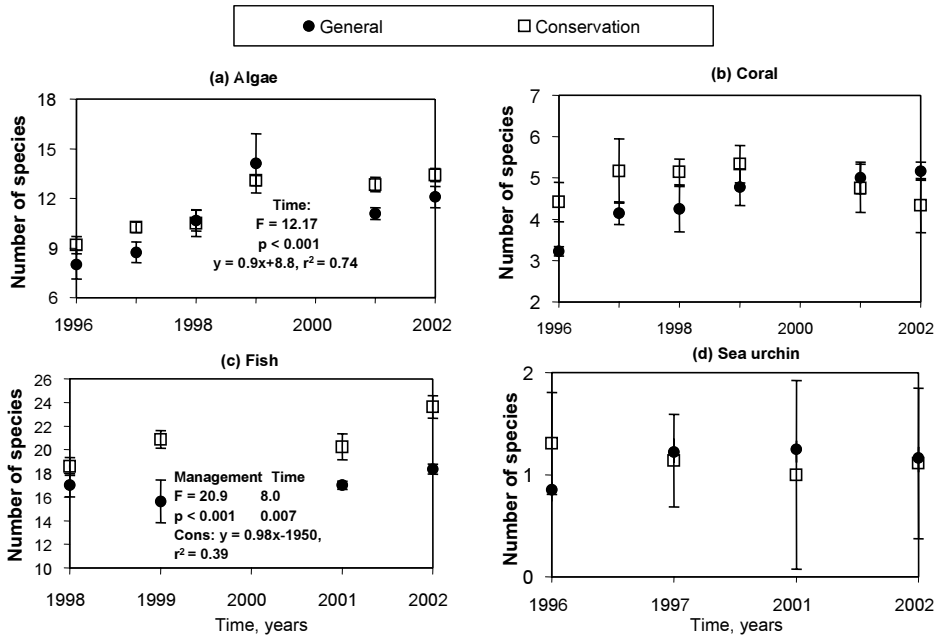 General
Conservation
(a) Algae
Number of species
18
15
12
9
6
1996
1998
2000
2002
Time:
F = 12.17
p < 0.001
y = 0.9x+8.8, r² = 0.74
(b) Coral
Number of species
7
6
5
4
3
2
1996
1998
2000
2002
(c) Fish
Number of species
26
24
22
20
18
16
14
12
10
1998
1999
2000
2001
2002
Time, years
Management Time
F = 20.9 8.0
p < 0.001 0.007
Cons: y = 0.98x-1950,
r² = 0.39
(d) Sea urchin
Number of species
2
1
0
1996
1997
2001
2002
Time, years